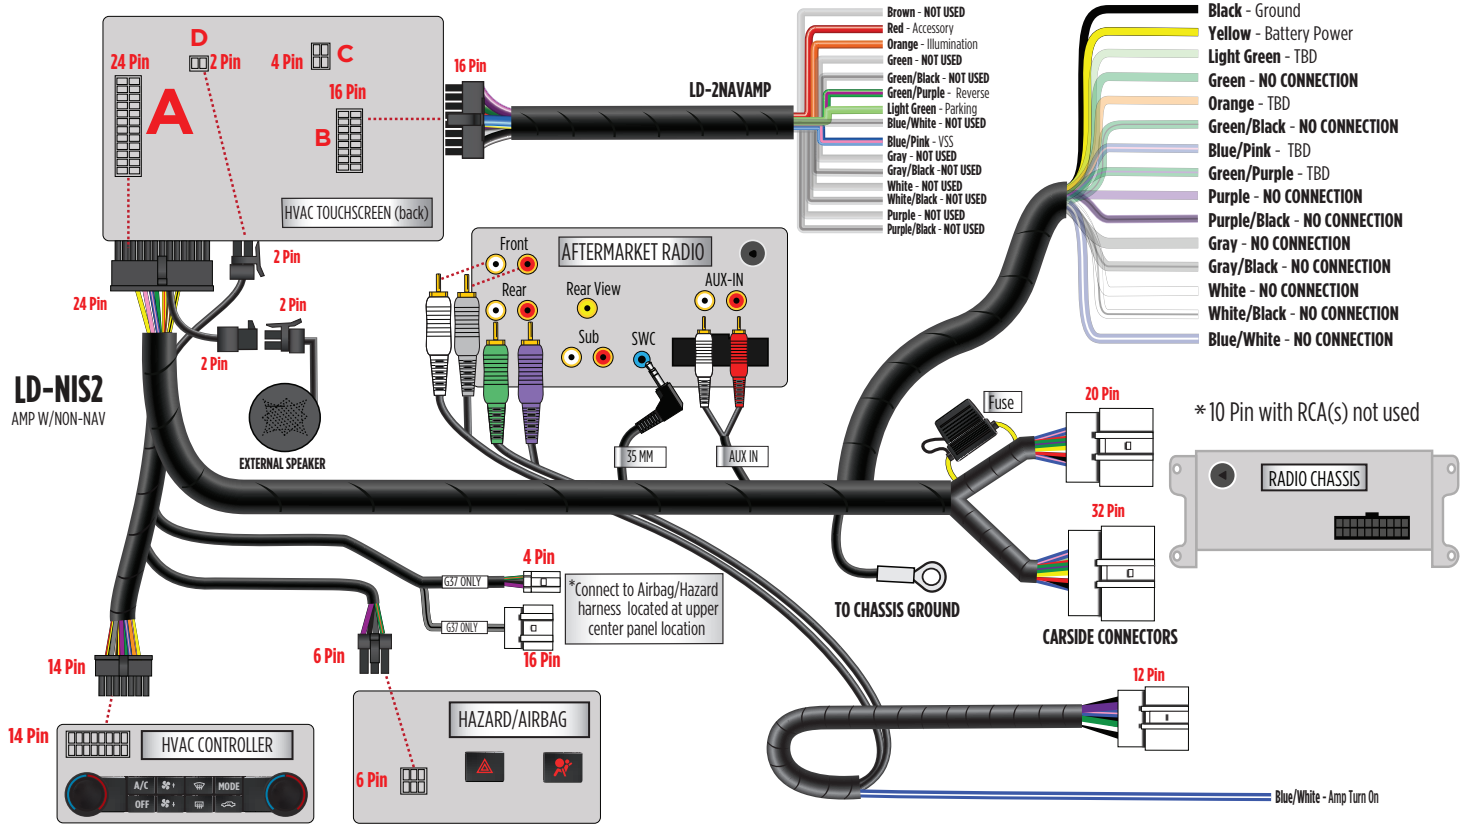 D
24 Pin
2 Pin
4 Pin
C
A
16 Pin
B
HVAC TOUCHSCREEN (back)
16 Pin
LD-2NAVAMP
Brown - NOT USED
Red - Accessory
Orange - Illumination
Green - NOT USED
Green/Black - NOT USED
Green/Purple - Reverse
Light Green - Parking
Blue/White - NOT USED
Blue/Pink - VSS
Gray - NOT USED
Gray/Black -NOT USED
White - NOT USED
White/Black - NOT USED
Purple - NOT USED
Purple/Black - NOT USED
Black - Ground
Yellow - Battery Power
Light Green - TBD
Green - NO CONNECTION
Orange - TBD
Green/Black - NO CONNECTION
Blue/Pink - TBD
Green/Purple - TBD
Purple - NO CONNECTION
Purple/Black - NO CONNECTION
Gray - NO CONNECTION
Gray/Black - NO CONNECTION
White - NO CONNECTION
White/Black - NO CONNECTION
Blue/White - NO CONNECTION
2 Pin
24 Pin
2 Pin
2 Pin
LD-NIS2
AMP W/NON-NAV
EXTERNAL SPEAKER
Front
AFTERMARKET RADIO
Rear
Rear View
AUX-IN
Sub
SWC
35 MM
AUX IN
Fuse
20 Pin
*10 Pin with RCA(s) not used
RADIO CHASSIS
32 Pin
TO CHASSIS GROUND
CARSIDE CONNECTORS
4 Pin
G37 ONLY
G37 ONLY
16 Pin
*Connect to Airbag/Hazard
harness located at upper
center panel location
14 Pin
6 Pin
12 Pin
14 Pin
HVAC CONTROLLER
A/C
MODE
OFF
HAZARD/AIRBAG
6 Pin
Blue/White - Amp Turn On